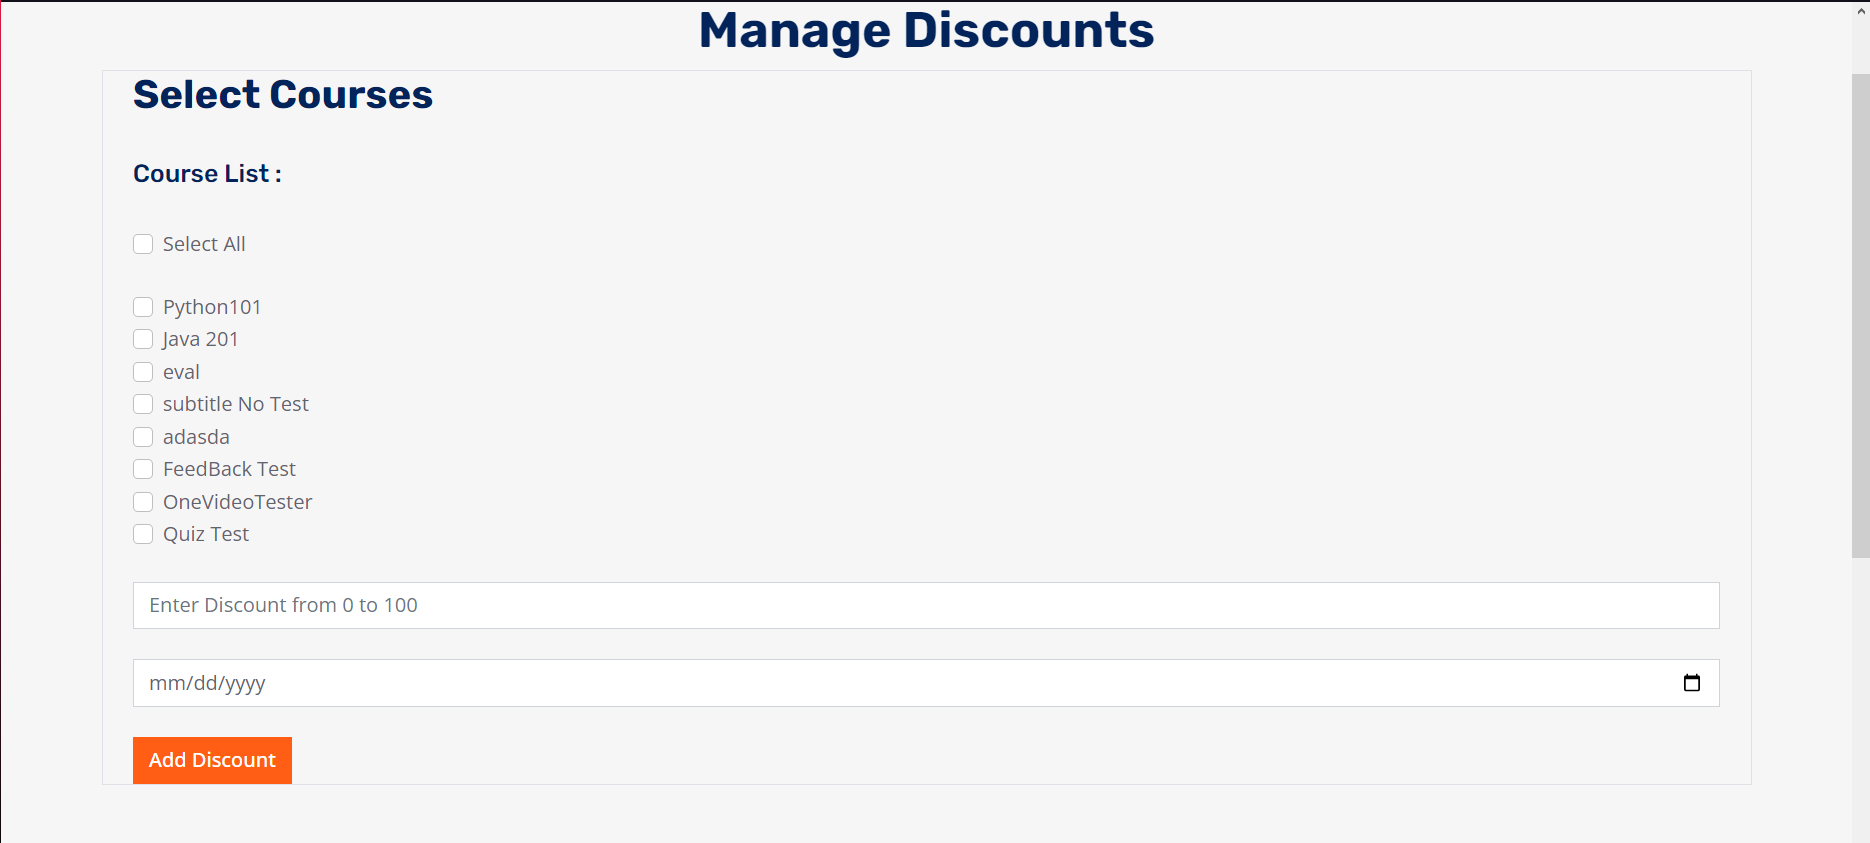 Manage Discounts
Select Courses
Course List :
Select All
Python101
Java 201
eval
subtitle No Test
adasda
FeedBack Test
OneVideoTester
Quiz Test
Enter Discount from 0 to 100
mm/dd/yyyy
Add Discount